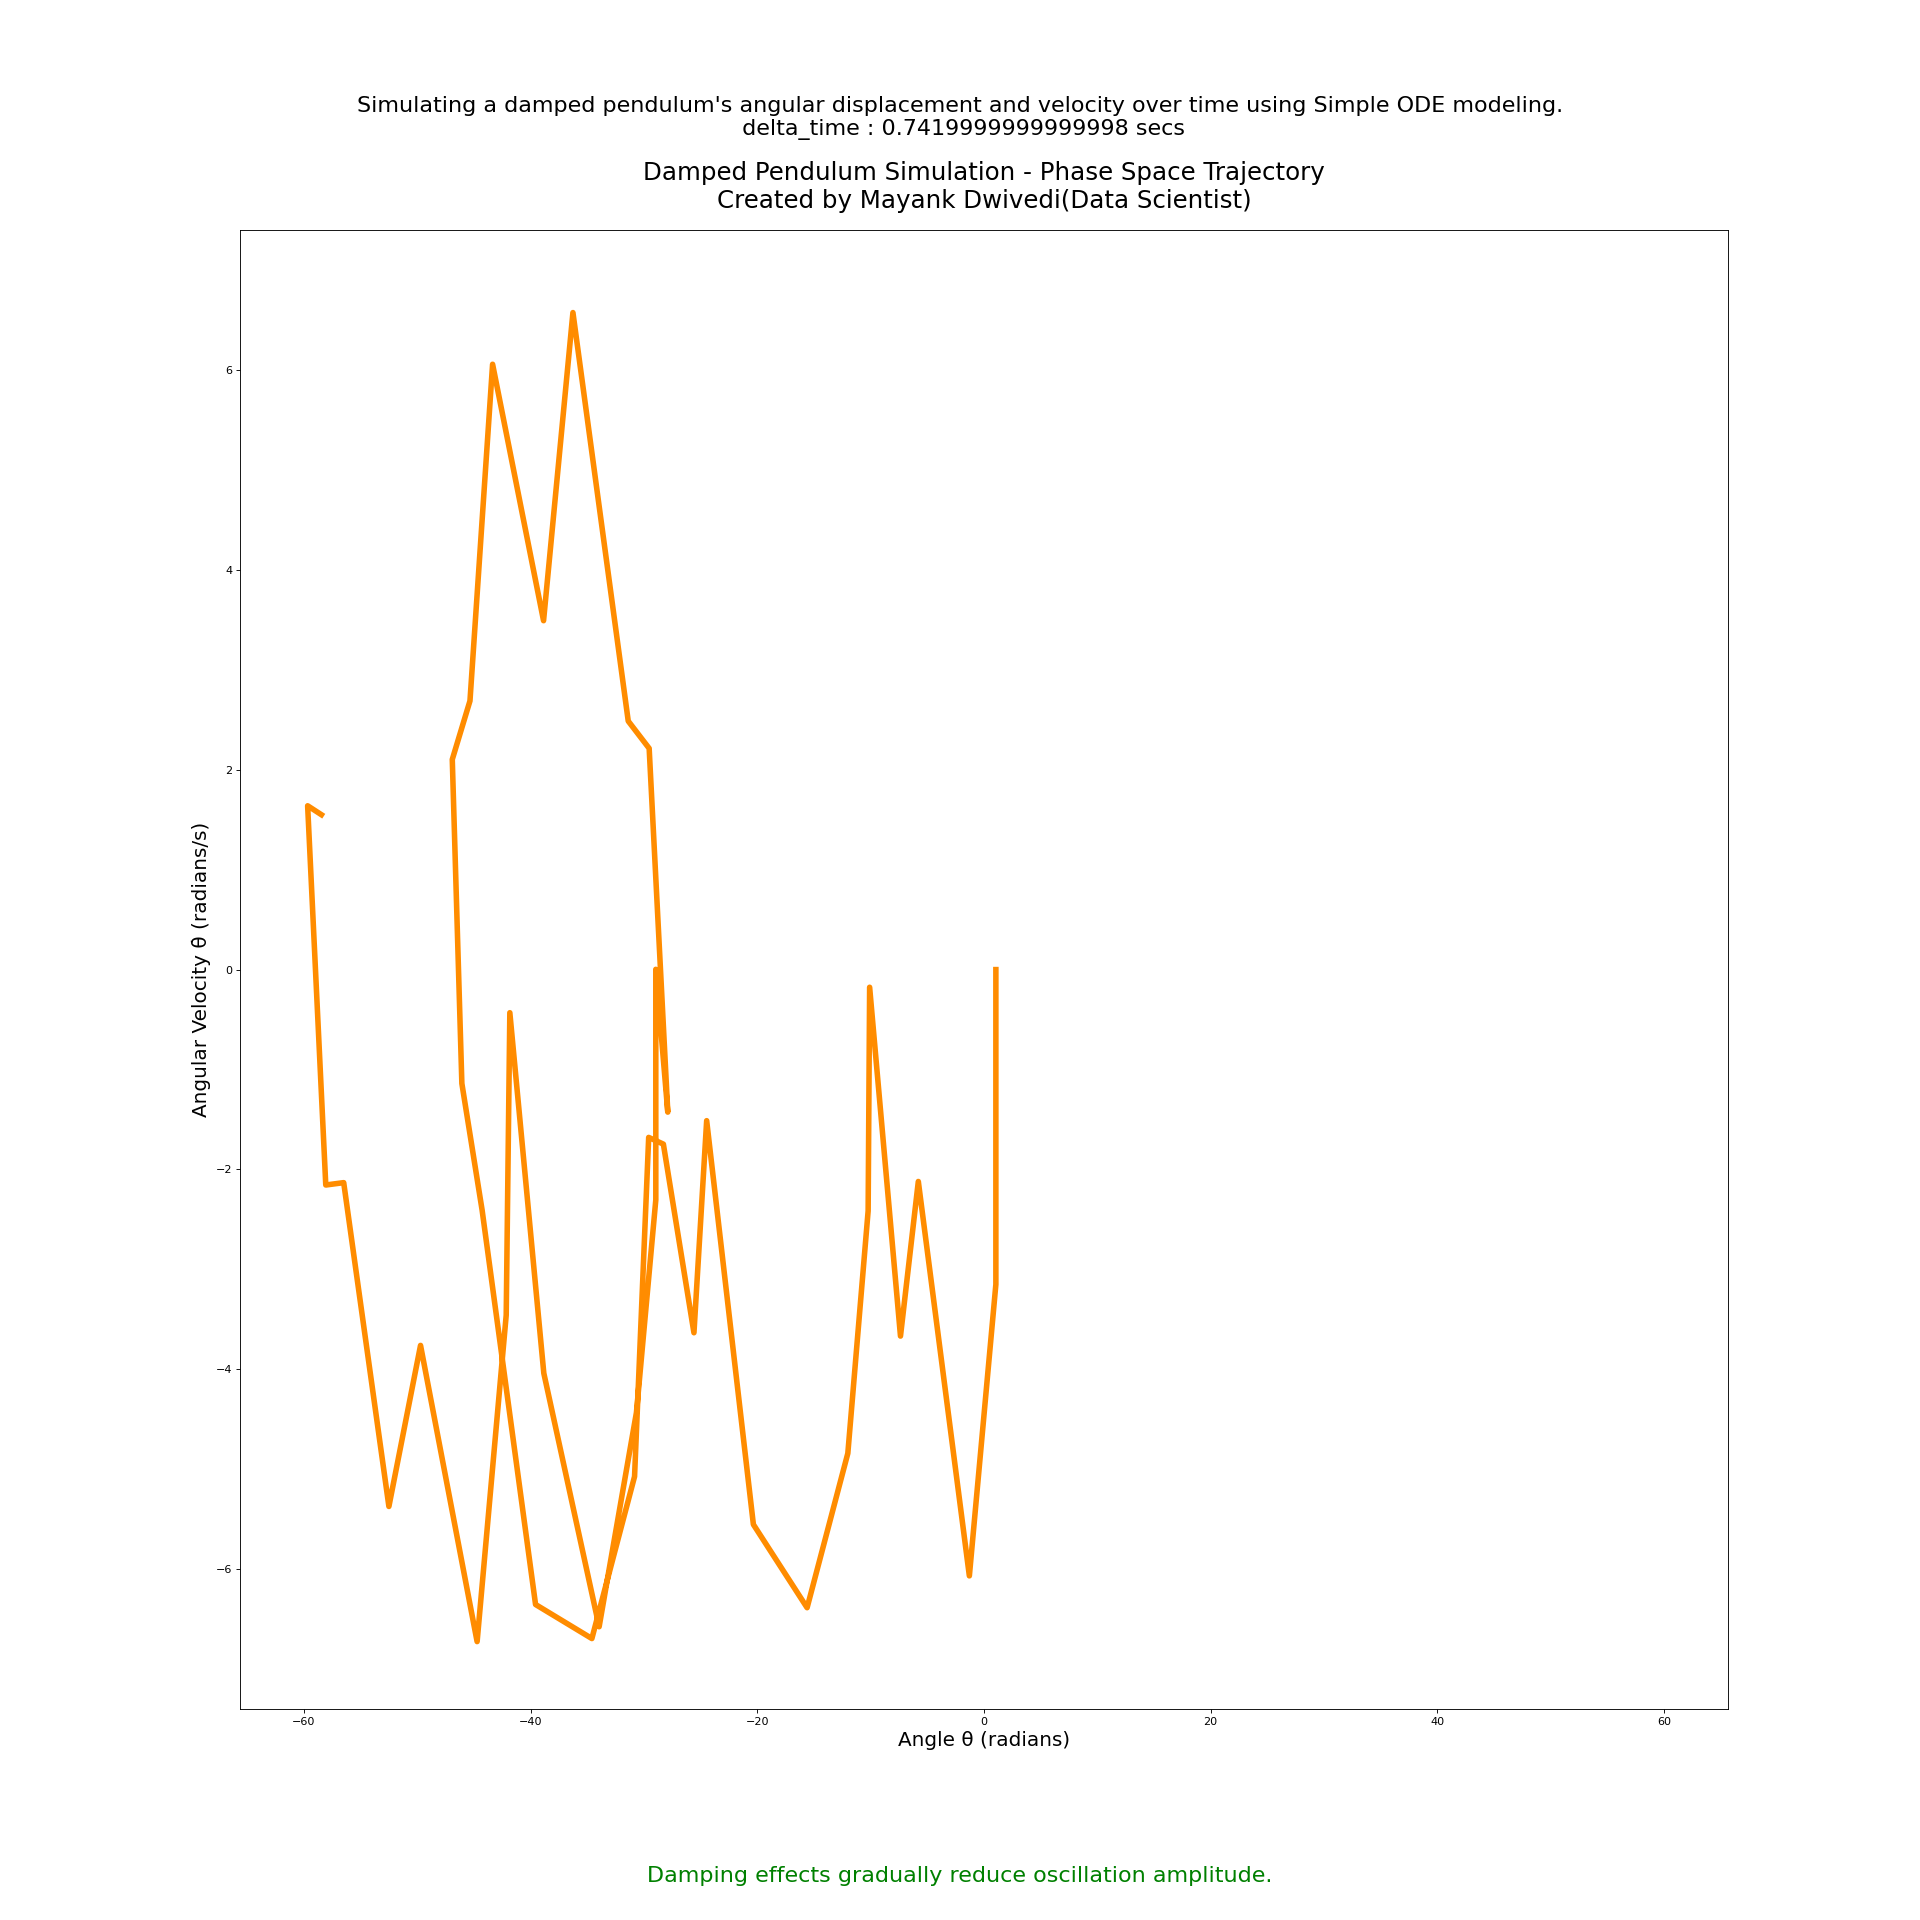 Simulating a damped pendulum's angular displacement and velocity over time using Simple ODE modeling.
delta_time : 0.7419999999999998 secs
Damped Pendulum Simulation - Phase Space Trajectory
Created by Mayank Dwivedi(Data Scientist)
6
4
2
0
−2
−4
−6
Angular Velocity θ (radians/s)
−60
−40
−20
0
20
40
60
Angle θ (radians)
Damping effects gradually reduce oscillation amplitude.